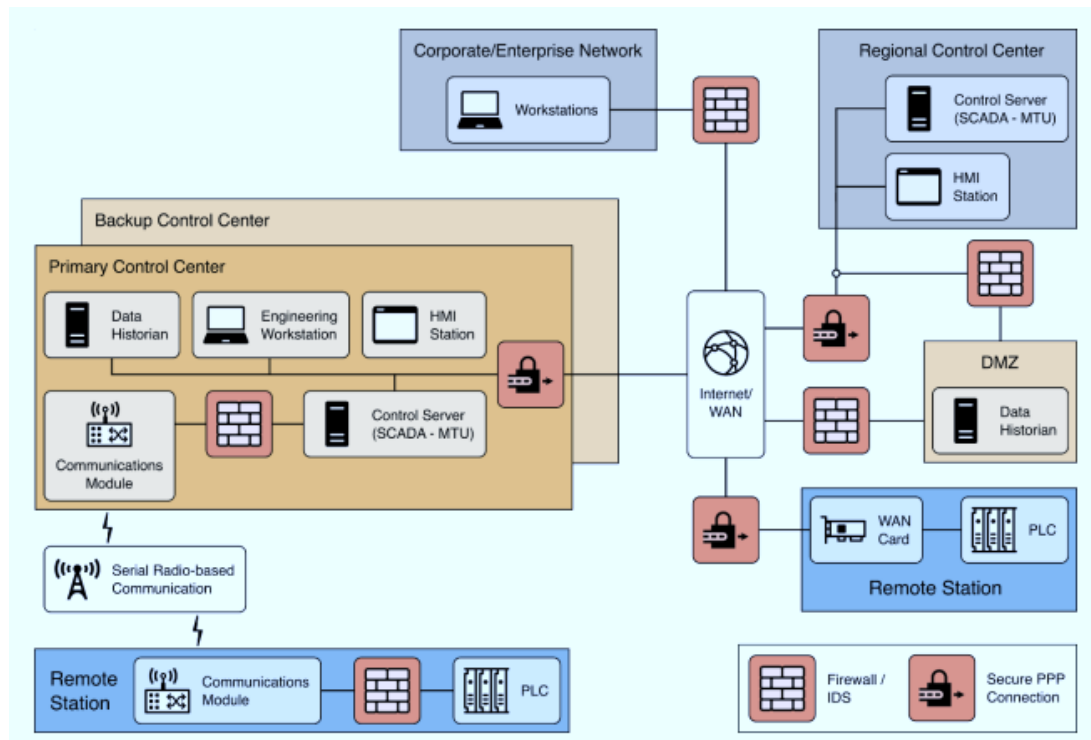 Corporate/Enterprise Network
Workstations
Regional Control Center
Control Server
(SCADA - MTU)
HMI
Station
Backup Control Center
Primary Control Center
Data
Historian
Engineering
Workstation
HMI
Station
Communications
Module
Control Server
(SCADA - MTU)
Internet/
WAN
DMZ
Data
Historian
WAN
Card
PLC
Remote Station
Serial Radio-based
Communication
Remote
Station
Communications
Module
PLC
Firewall /
IDS
Secure PPP
Connection